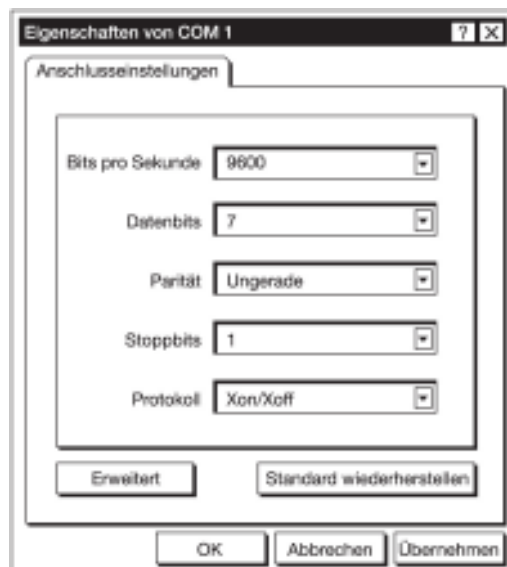 Eigenschaften von COM 1 ? X
Anschlusseinstellungen
Bits pro Sekunde 9600
Datenbits 7
Parität Ungerade
Stoppbits 1
Protokoll Xon/Xoff
Erweitert Standard wiederherstellen
OK Abbrechen Übernehmen